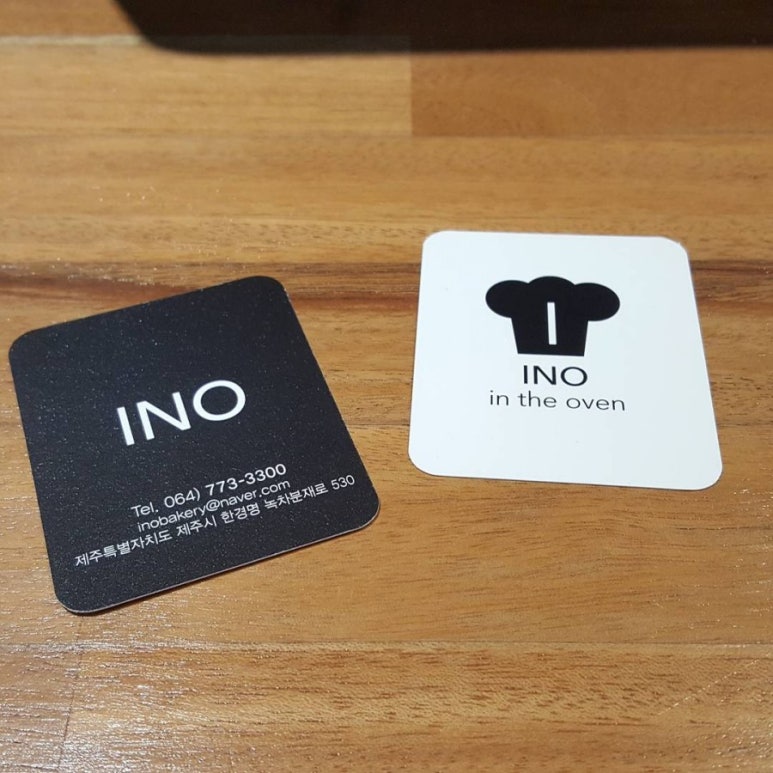 INO
Tel. 064) 773-3300
inobakery@naver.com
제주특별자치도 제주시 한경명 녹차분재로 530
I
INO
in the oven